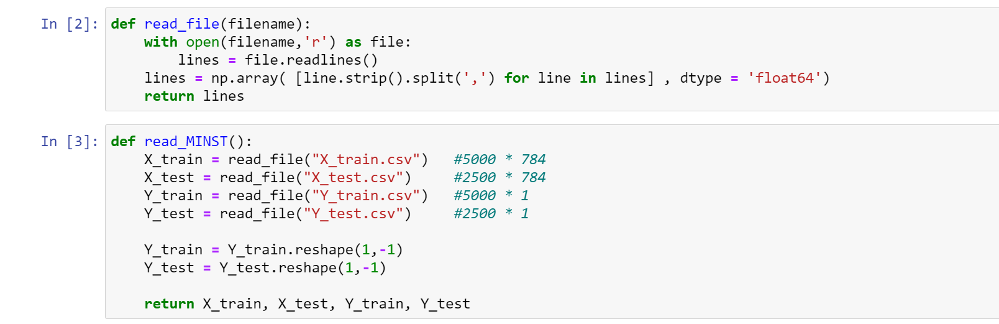 In [2]: def read_file(filename):
    with open(filename,'r') as file:
        lines = file.readlines()
    lines = np.array( [line.strip().split(',') for line in lines] , dtype = 'float64')
    return lines
In [3]: def read_MINST():
    X_train = read_file("X_train.csv")   #5000 * 784
    X_test = read_file("X_test.csv")     #2500 * 784
    Y_train = read_file("Y_train.csv")   #5000 * 1
    Y_test = read_file("Y_test.csv")     #2500 * 1
    Y_train = Y_train.reshape(1,-1)
    Y_test = Y_test.reshape(1,-1)
    return X_train, X_test, Y_train, Y_test